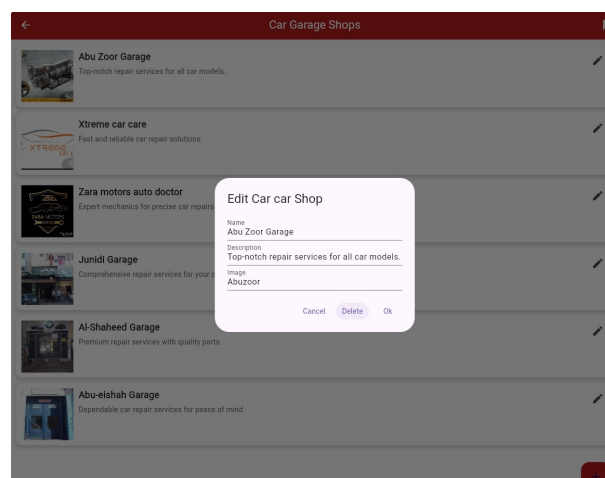 Car Garage Shops
Abu Zoor Garage
Top-notch repair services for all car models.
Xtreme car care
Fast and reliable car repair solutions.
XTREME
Zara motors auto doctor
Expert mechanics for precise car repairs
ZARA MOTORS
Edit Car car Shop
Name
Abu Zoor Garage
Description
Top-notch repair services for all car models.
Image
Abuzoor
Cancel Delete Ok
Junidi Garage
Comprehensive repair services for your c
Al-Shaheed Garage
Premium repair services with quality parts.
Abu-eishah Garage
Dependable car repair services for peace of mind.